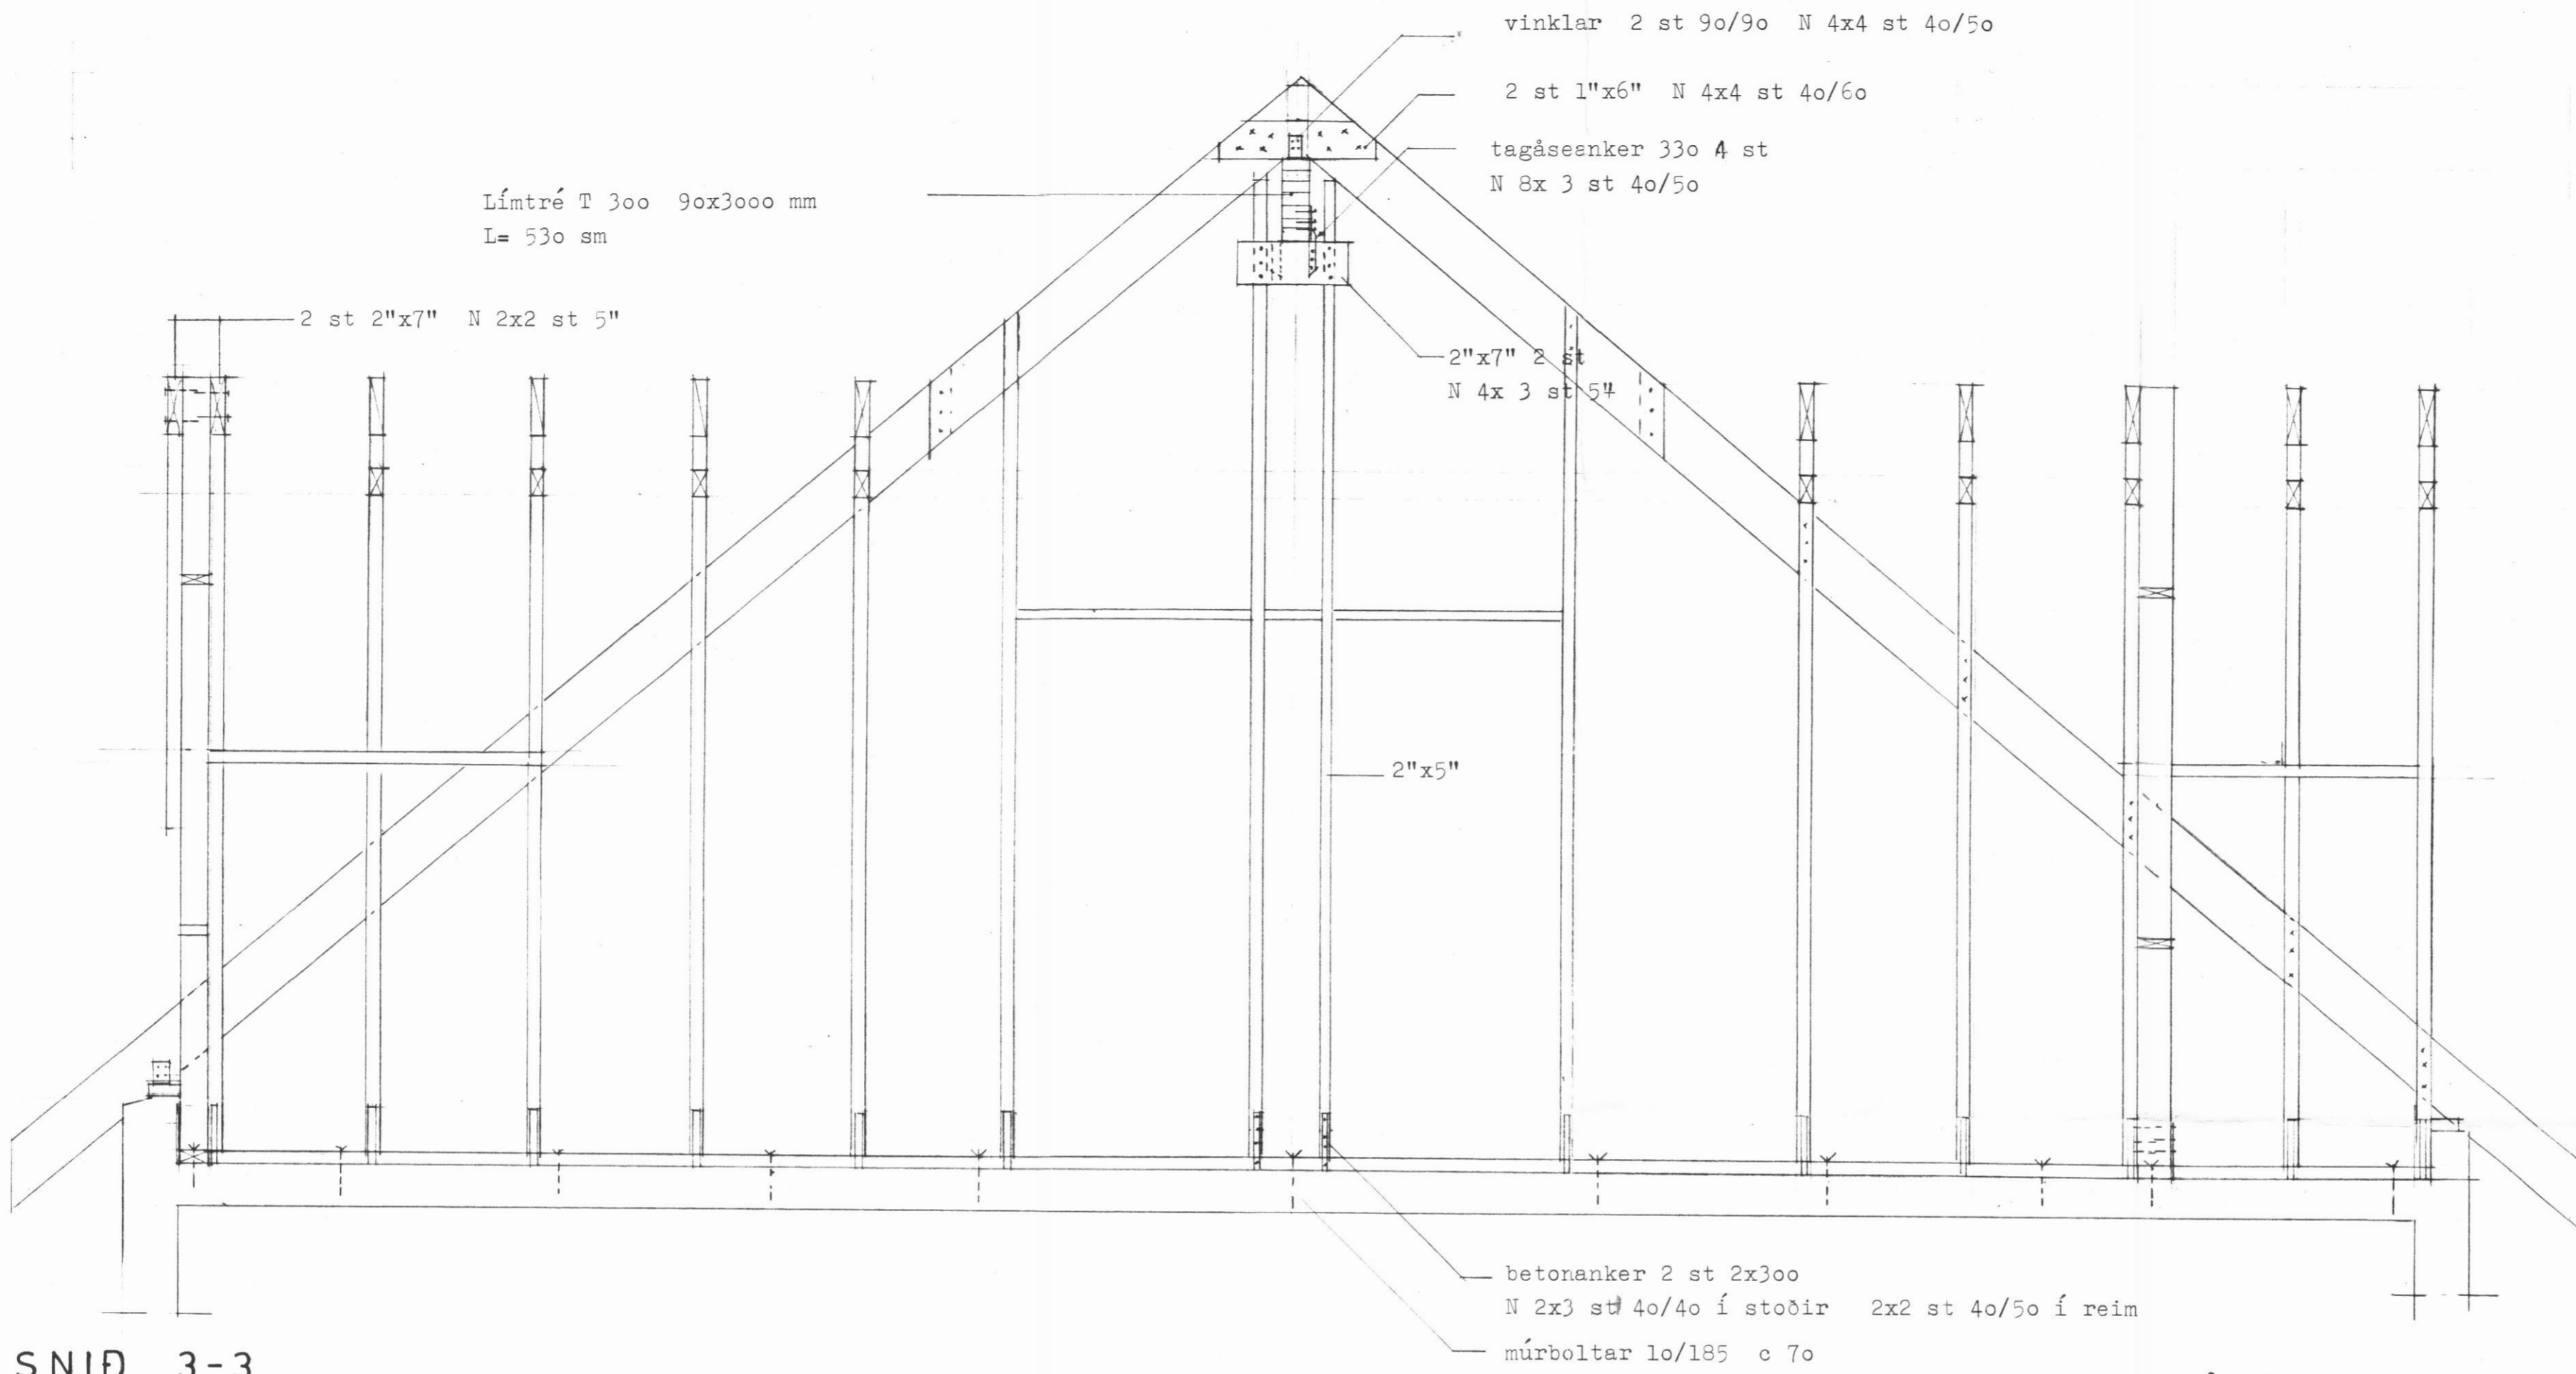 vinklar 2 st 9o/9o N 4x4 st 4o/5o
2 st 1"x6" N 4x4 st 4o/6o
tagåseenker 33o 4 st
N 8x 3 st 4o/5o
Límtré T 3oo 9ox3ooo mm
L= 53o sm
2 st 2"x7" N 2x2 st 5"
2"x7" 2 st
N 4x 3 st 5"
2"x5"
betonanker 2 st 2x3oo
N 2x3 st 4o/4o í stoðir 2x2 st 4o/5o í reim
múrboltar 1o/185 c 7o
SNIÐ 3-3